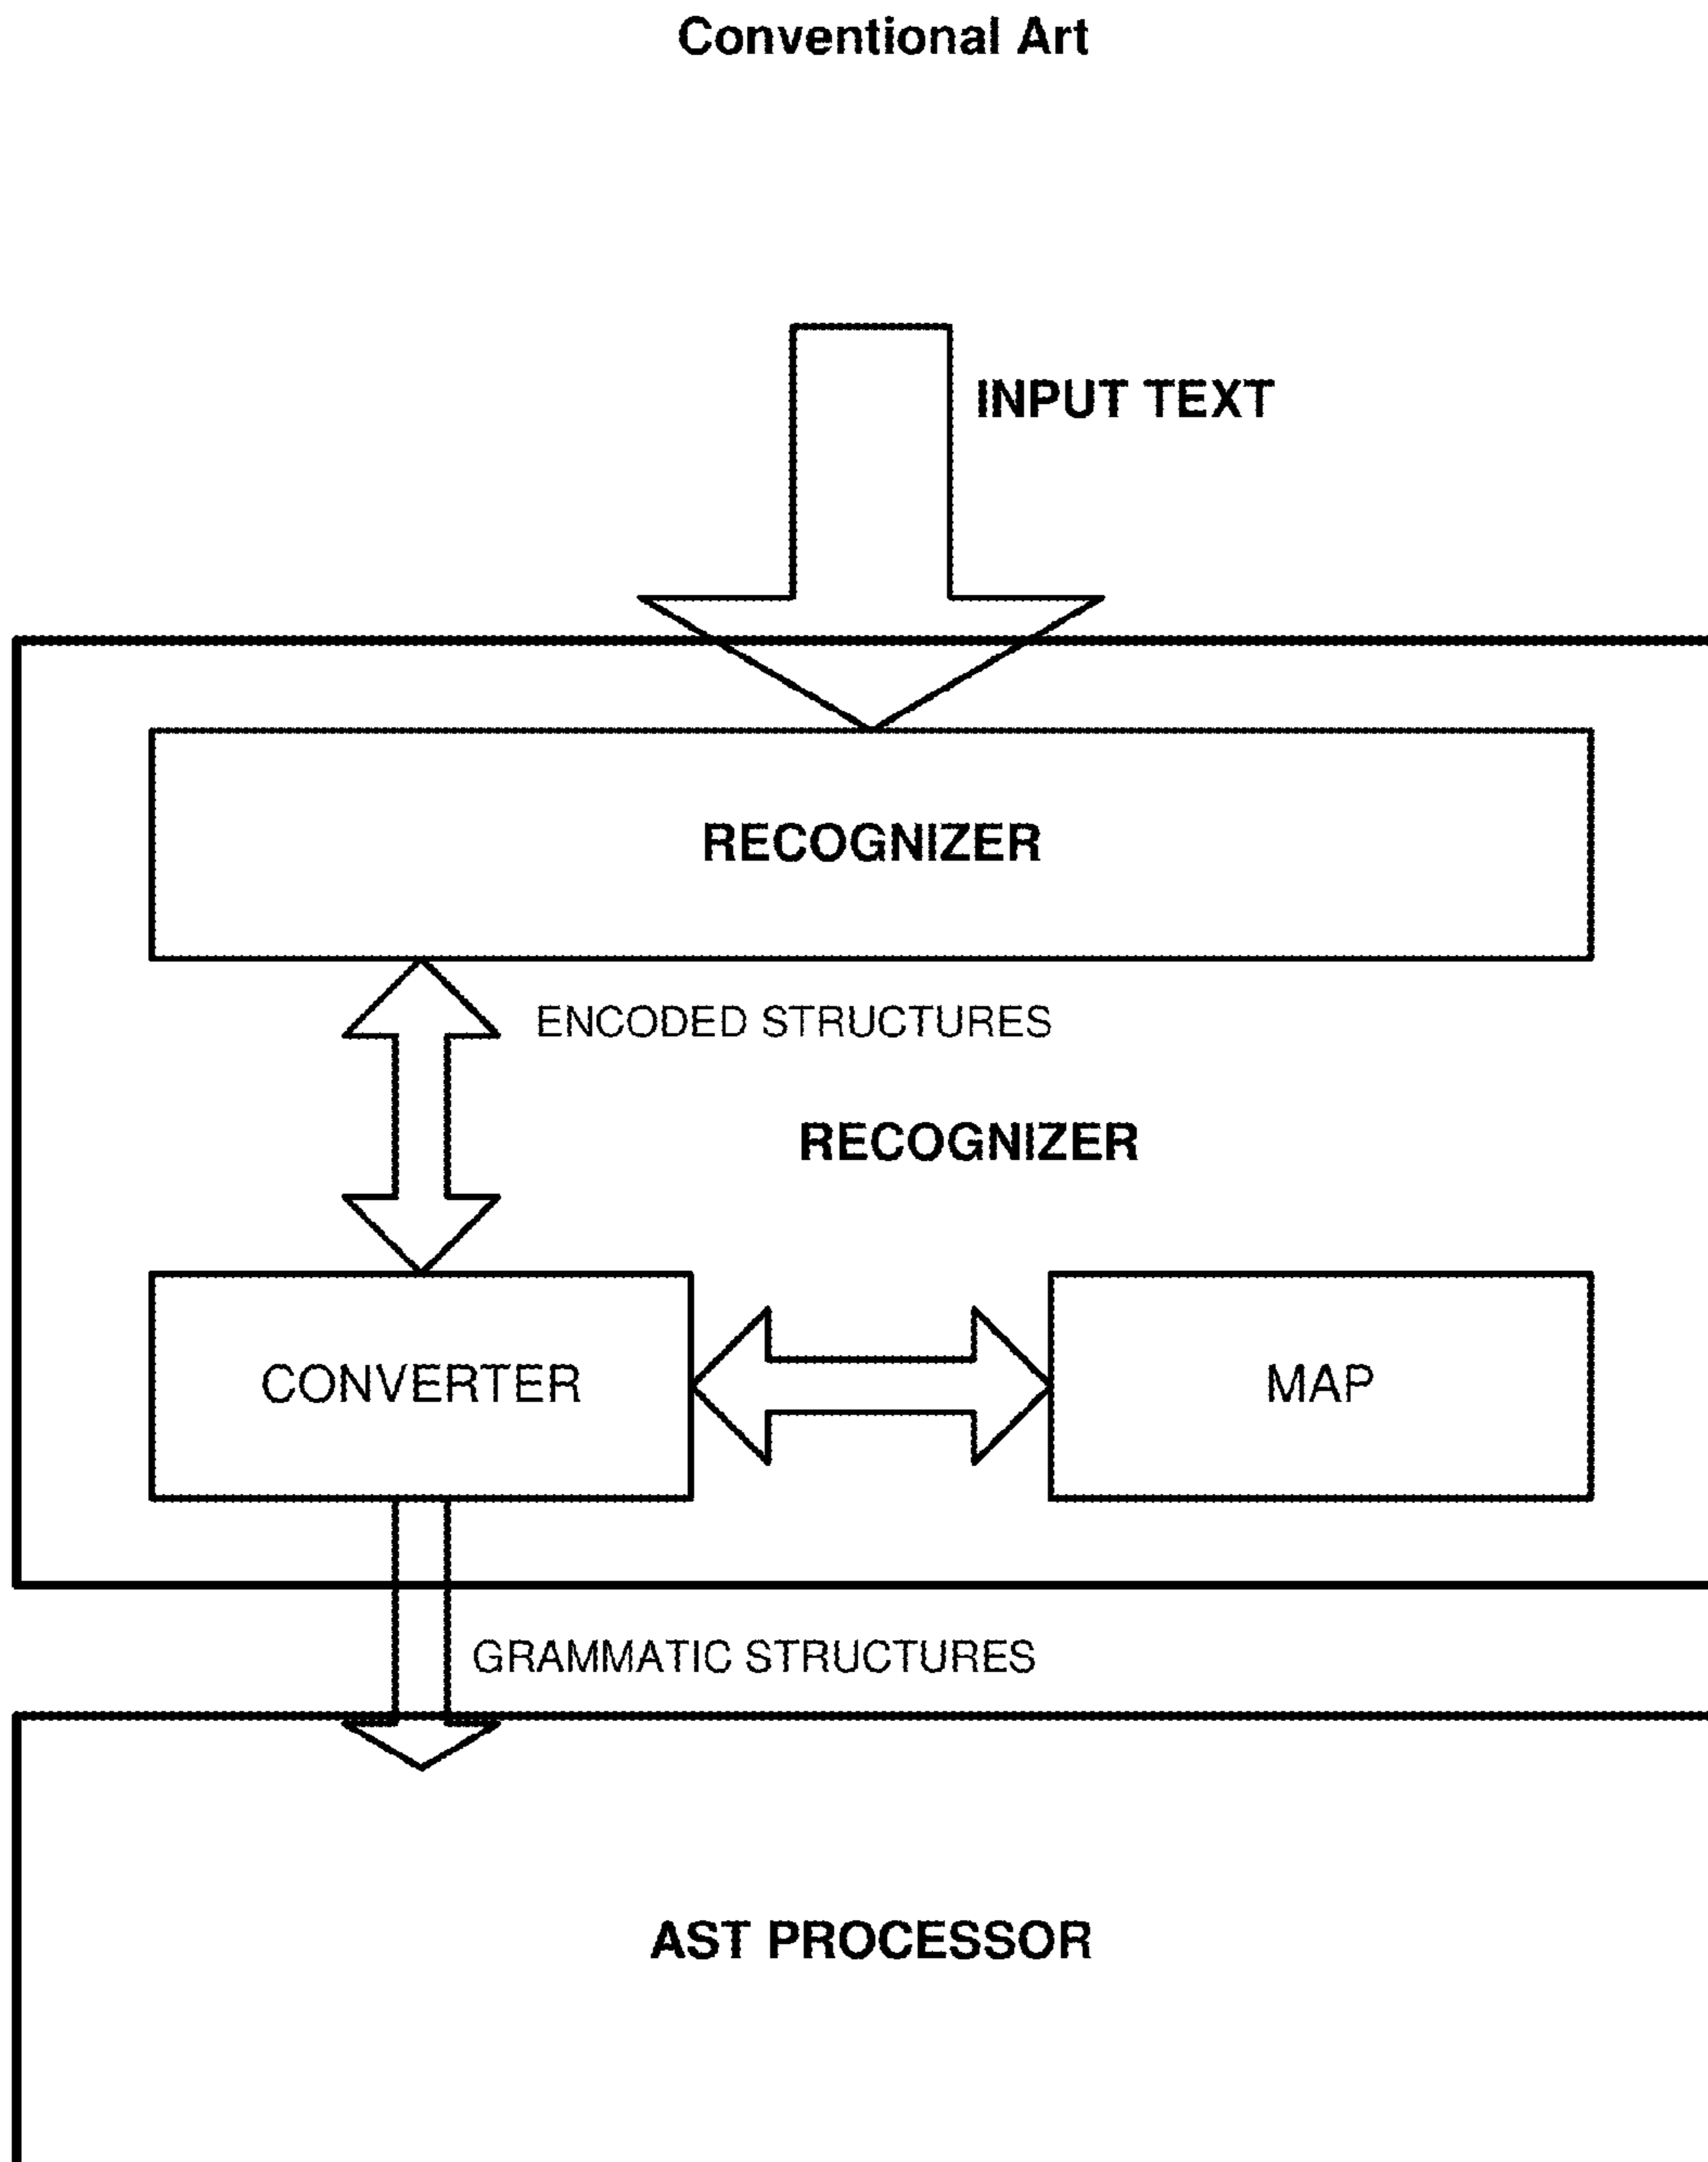 Conventional Art
INPUT TEXT
RECOGNIZER
ENCODED STRUCTURES
RECOGNIZER
CONVERTER
MAP
GRAMMATIC STRUCTURES
AST PROCESSOR